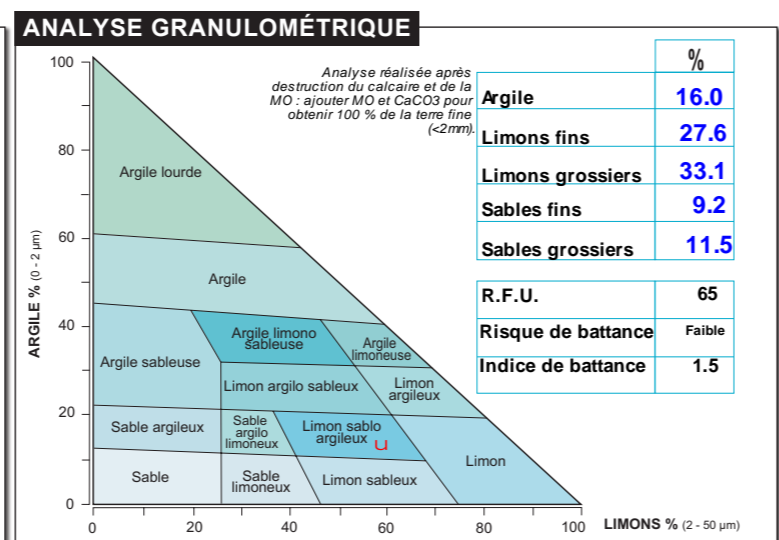 ANALYSE GRANULOMÉTRIQUE
Analyse réalisée après
destruction du calcaire et de la
MO : ajouter MO et CaCO3 pour
obtenir 100 % de la terre fine
(<2mm).
%
Argile 16.0
Limons fins 27.6
Limons grossiers 33.1
Sables fins 9.2
Sables grossiers 11.5
R.F.U. 65
Risque de battance Faible
Indice de battance 1.5
ARGILE % (0 - 2 µm)
100
80
60
40
20
0
Argile lourde
Argile
Argile sableuse
Argile limono
sableuse
Argile
limoneuse
Limon argilo sableux
Limon
argileux
Sable argileux
Sable
argilo
limoneux
Limon sablo
argileux
u
Limon
Sable
Sable
limoneux
Limon sableux
0 20 40 60 80 100 LIMONS % (2 - 50 µm)